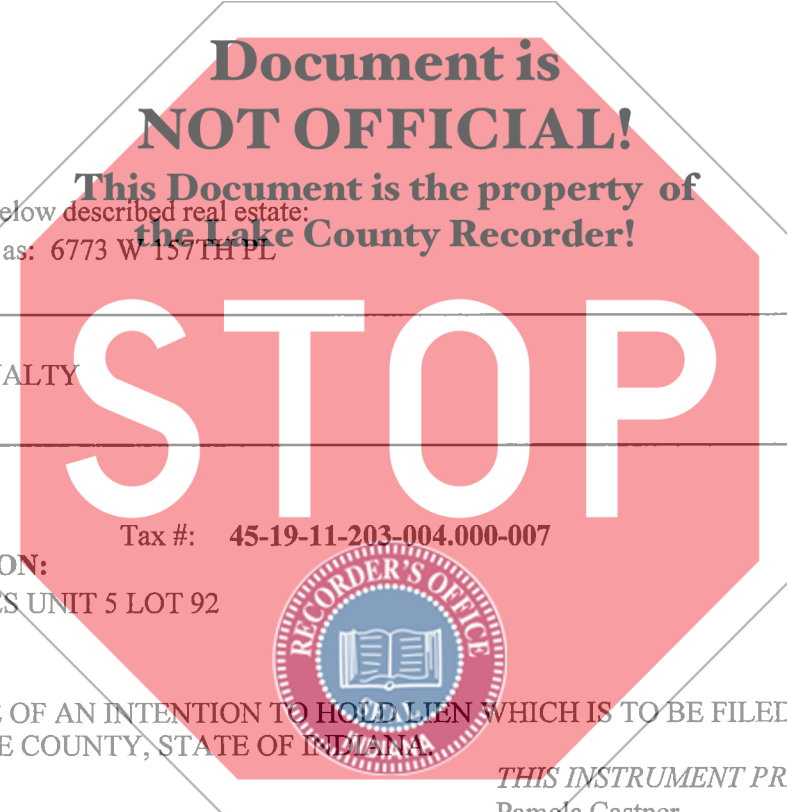 Document is
NOT OFFICIAL!
This Document is the property of
the Lake County Recorder!
elow described real estate:
as: 6773 W 157TH PL
ALTY
STOP
Tax #: 45-19-11-203-004.000-007
ON:
S UNIT 5 LOT 92
RECORDER'S OFFICE
INDIANA
OF AN INTENTION TO HOLD LIEN WHICH IS TO BE FILED
E COUNTY, STATE OF INDIANA.
THIS INSTRUMENT PR
Pamela Castner